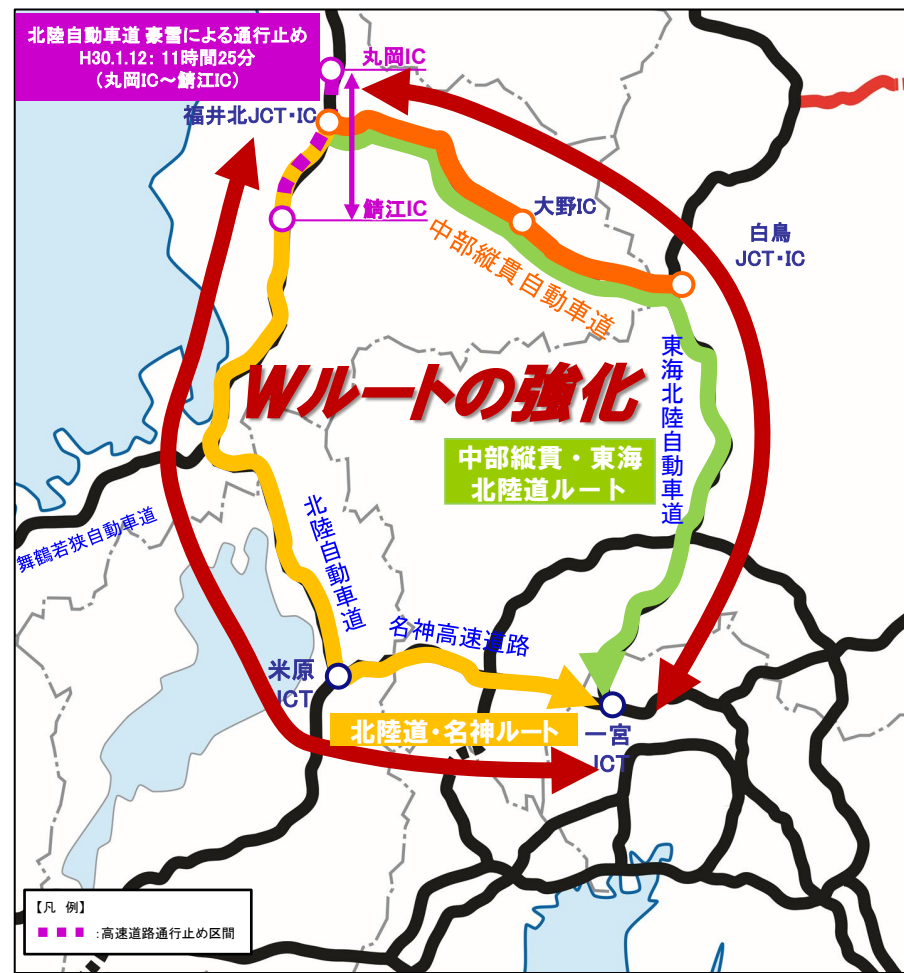 北陸自動車道 豪雪による通行止め
H30.1.12：11時間25分
（丸岡IC～鯖江IC）
丸岡IC
福井北JCT・IC
鯖江IC
大野IC
白鳥
JCT・IC
中部縦貫自動車道
東海北陸自動車道
Wルートの強化
中部縦貫・東海
北陸道ルート
北陸自動車道
舞鶴若狭自動車道
名神高速道路
米原
JCT
北陸道・名神ルート
一宮
JCT
【凡 例】
：高速道路通行止め区間